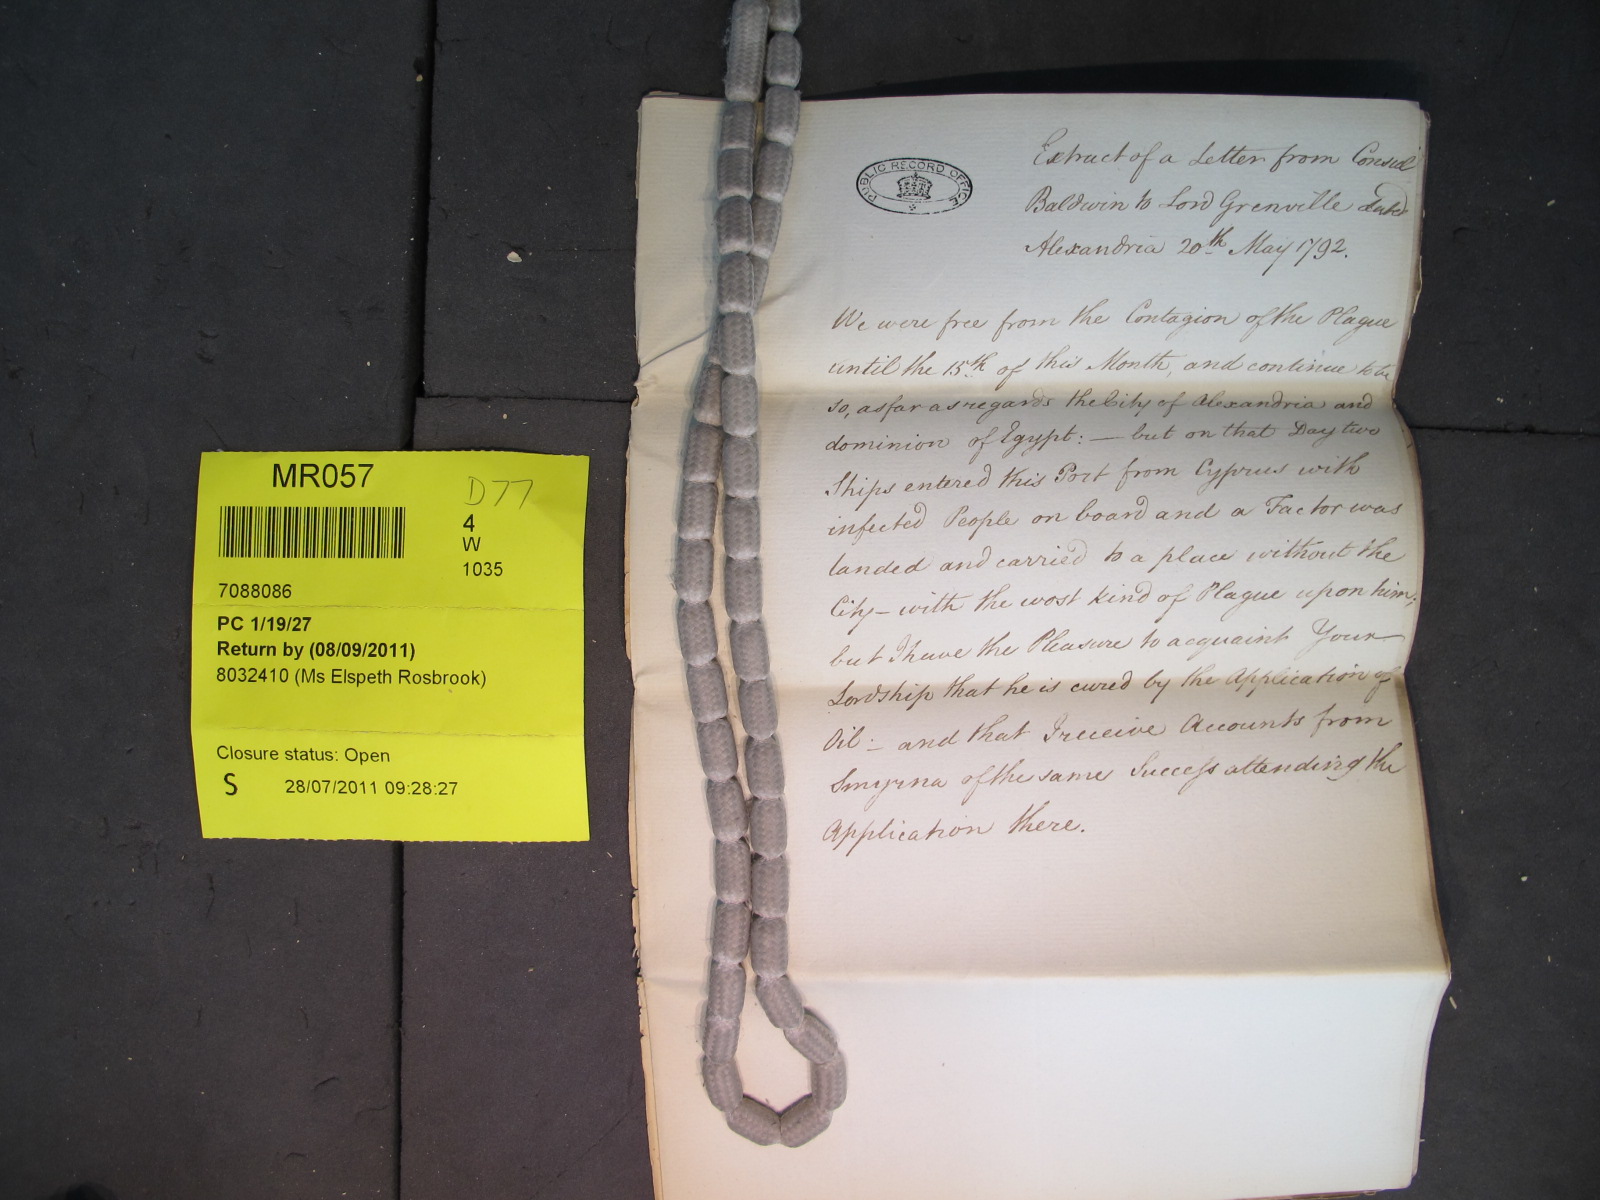 MR057
D77
4
W
1035
7088086
PC 1/19/27
Return by (08/09/2011)
8032410 (Ms Elspeth Rosbrook)
Closure status: Open
S 28/07/2011 09:28:27
PUBLIC RECORD OFFICE
Extract of a Letter from Consul
Baldwin to Lord Grenville dated
Alexandria 20th May 1792.
We were free from the Contagion of the Plague
until the 15th of this Month, and continue to be
so, as far as regards the City of Alexandria and
dominion of Egypt: — but on that Day two
Ships entered this Port from Cyprus with
infected People on board and a Factor was
landed and carried to a place without the
City — with the wost kind of Plague upon him;
but I have the Pleasure to acquaint Your
Lordship that he is cured by the Application of
Oil: — and that I receive Accounts from
Smyrna of the same Success attending the
Application there.